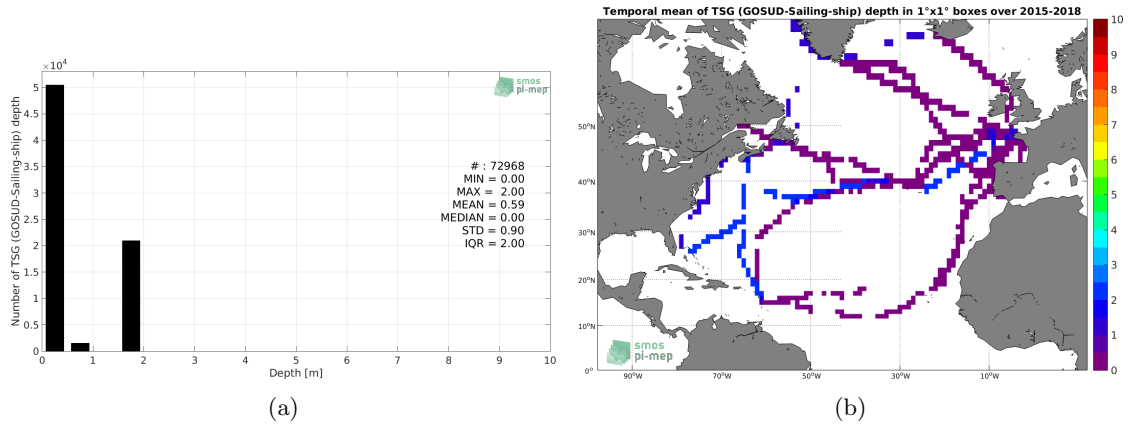 ×10⁴
5
4.5
4
3.5
3
2.5
2
1.5
1
0.5
0
Number of TSG (GOSUD-Sailing-ship) depth
smos
pi-mep
# : 72968
MIN = 0.00
MAX = 2.00
MEAN = 0.59
MEDIAN = 0.00
STD = 0.90
IQR = 2.00
0 1 2 3 4 5 6 7 8 9 10
Depth [m]
(a)
Temporal mean of TSG (GOSUD-Sailing-ship) depth in 1°x1° boxes over 2015-2018
50°N
40°N
30°N
20°N
10°N
0°
90°W 70°W 50°W 30°W 10°W
smos
pi-mep
10
9
8
7
6
5
4
3
2
1
0
(b)